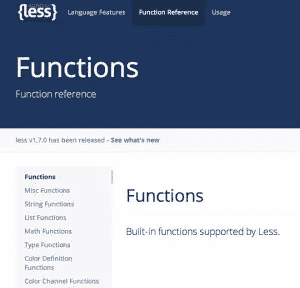 {less}
Language Features
Function Reference
Usage
Functions
Function reference
less v1.7.0 has been released - See what's new
Functions
Misc Functions
String Functions
List Functions
Math Functions
Type Functions
Color Definition
Functions
Color Channel Functions
Functions
Built-in functions supported by Less.